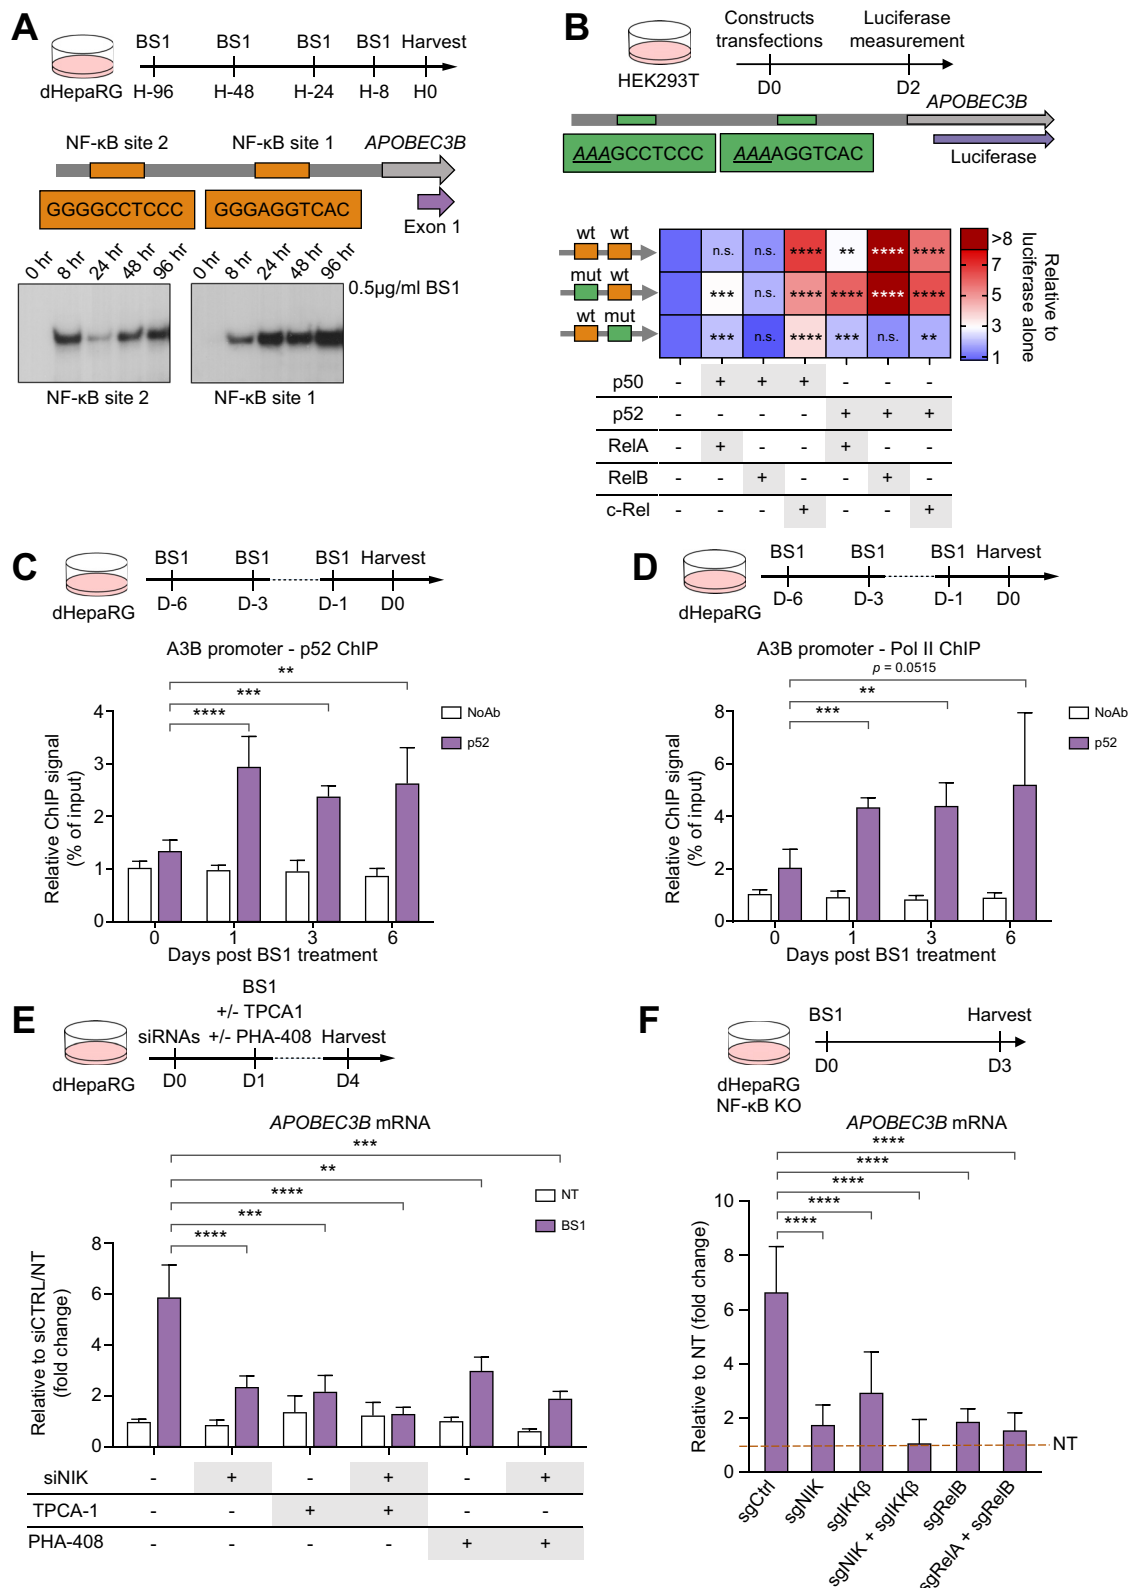 A
BS1 BS1 BS1 BS1 Harvest
dHepaRG H-96 H-48 H-24 H-8 H0
NF-κB site 2 NF-κB site 1 APOBEC3B
GGGGCCTCCC GGGAGGTCAC
Exon 1
0 hr 8 hr 24 hr 48 hr 96 hr 0 hr 8 hr 24 hr 48 hr 96 hr
0.5µg/ml BS1
NF-κB site 2 NF-κB site 1
B
Constructs transfections Luciferase measurement
HEK293T D0 D2
APOBEC3B
AAAGCCTCCC AAAAGGTCAC
Luciferase
wt wt n.s. n.s. **** ** **** ****
mut wt *** n.s. **** **** **** ****
wt mut *** n.s. **** *** n.s. **
>8
7
5
3
1
Relative to
luciferase alone
p50 - + + + - - -
p52 - - - - + + +
RelA - + - - + - -
RelB - - + - - + -
c-Rel - - - + - - +
C
BS1 BS1 BS1 Harvest
dHepaRG D-6 D-3 D-1 D0
A3B promoter - p52 ChIP
**
***
****
NoAb
p52
Relative ChIP signal
(% of input)
4
3
2
1
0
0 1 3 6
Days post BS1 treatment
D
BS1 BS1 BS1 Harvest
dHepaRG D-6 D-3 D-1 D0
A3B promoter - Pol II ChIP
p = 0.0515
**
***
NoAb
p52
Relative ChIP signal
(% of input)
8
6
4
2
0
0 1 3 6
Days post BS1 treatment
E
BS1
+/- TPCA1
siRNAs +/- PHA-408 Harvest
dHepaRG D0 D1 D4
APOBEC3B mRNA
***
**
****
***
****
NT
BS1
Relative to siCTRL/NT
(fold change)
8
6
4
2
0
siNIK - + - + - +
TPCA-1 - - + + - -
PHA-408 - - - - + +
F
BS1 Harvest
D0 D3
dHepaRG
NF-κB KO
APOBEC3B mRNA
****
****
****
****
****
Relative to NT (fold change)
10
8
6
4
2
0
NT
sgCtrl sgNIK sgIKKβ sgNIK + sgIKKβ sgRelB sgRelA + sgRelB